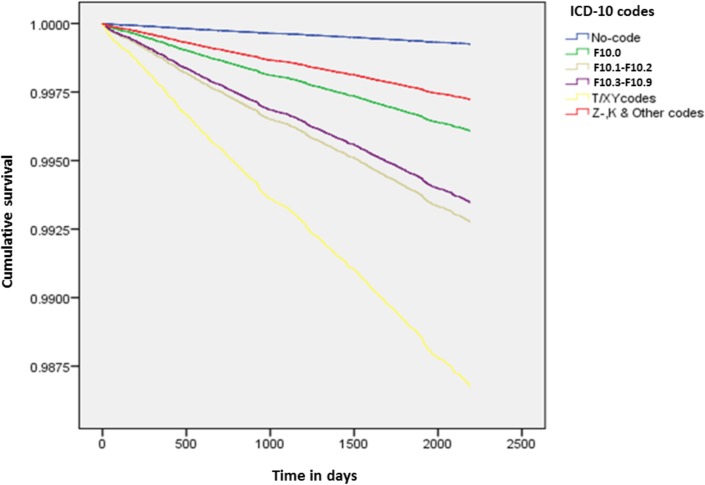 ICD-10 codes
No-code
F10.0
F10.1-F10.2
F10.3-F10.9
T/XYcodes
Z-,K & Other codes
1.0000
0.9975
0.9950
0.9925
0.9900
0.9875
Cumulative survival
0 500 1000 1500 2000 2500
Time in days